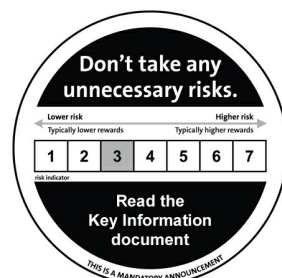 Don't take any
unnecessary risks.
Lower risk Higher risk
Typically lower rewards Typically higher rewards
1 2 3 4 5 6 7
risk indicator
Read the
Key Information
document
THIS IS A MANDATORY ANNOUNCEMENT